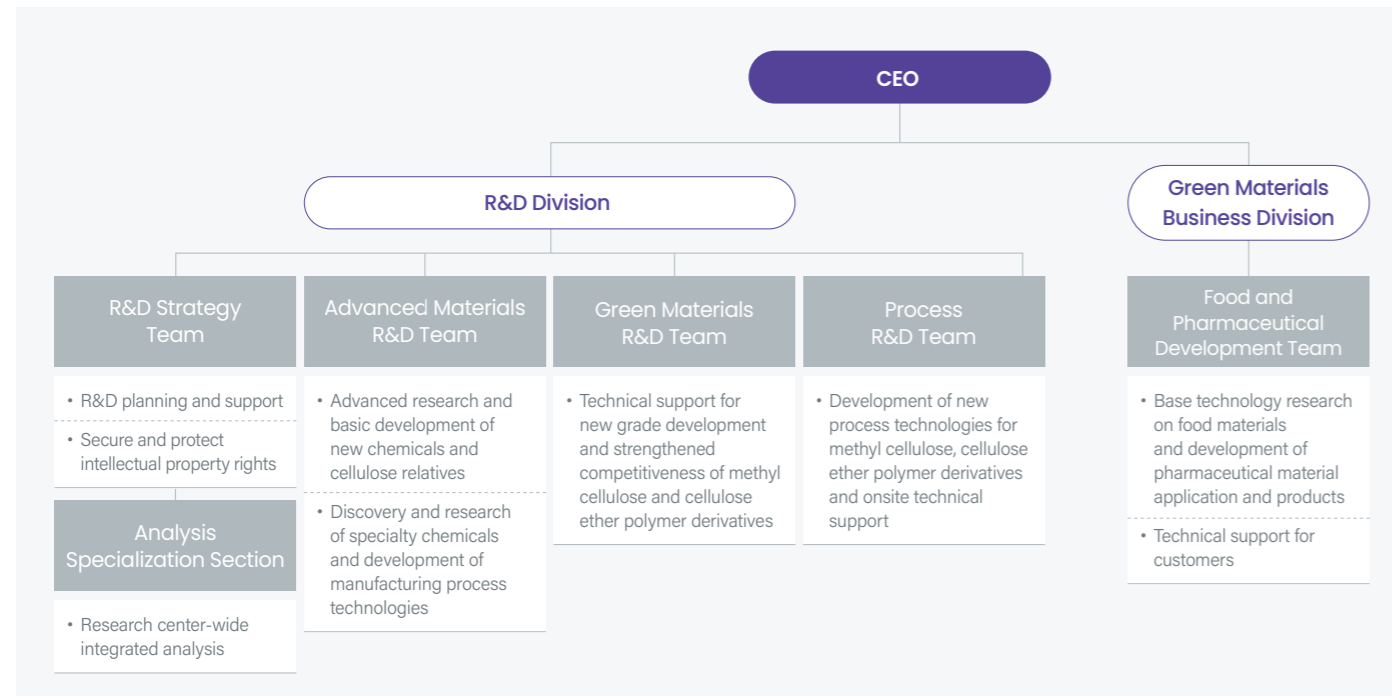 CEO
R&D Division
Green Materials
Business Division
R&D Strategy
Team
• R&D planning and support
• Secure and protect
intellectual property rights
Analysis
Specialization Section
• Research center-wide
integrated analysis
Advanced Materials
R&D Team
• Advanced research and
basic development of
new chemicals and
cellulose relatives
• Discovery and research
of specialty chemicals
and development of
manufacturing process
technologies
Green Materials
R&D Team
• Technical support for
new grade development
and strengthened
competitiveness of methyl
cellulose and cellulose
ether polymer derivatives
Process
R&D Team
• Development of new
process technologies for
methyl cellulose, cellulose
ether polymer derivatives
and onsite technical
support
Food and
Pharmaceutical
Development Team
• Base technology research
on food materials
and development of
pharmaceutical material
application and products
• Technical support for
customers